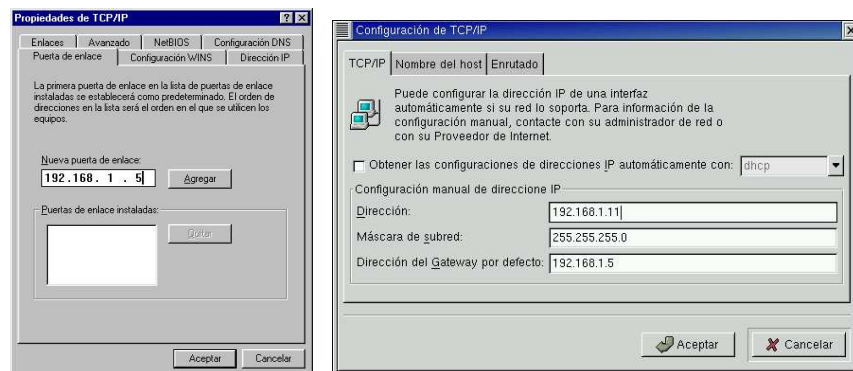 Propiedades de TCP/IP
Enlaces Avanzado NetBIOS Configuración DNS
Puerta de enlace Configuración WINS Dirección IP
La primera puerta de enlace en la lista de puertas de enlace
instaladas se establecerá como predeterminado. El orden de
direcciones en la lista será el orden en el que se utilicen los
equipos.
Nueva puerta de enlace:
192.168. 1 . 5 Agregar
Puertas de enlace instaladas:
Quitar
Aceptar Cancelar
Configuración de TCP/IP
TCP/IP Nombre del host Enrutado
Puede configurar la dirección IP de una interfaz
automáticamente si su red lo soporta. Para información de la
configuración manual, contacte con su administrador de red o
con su Proveedor de Internet.
Obtener las configuraciones de direcciones IP automáticamente con: dhcp
Configuración manual de direccione IP
Dirección: 192.168.1.11
Máscara de subred: 255.255.255.0
Dirección del Gateway por defecto: 192.168.1.5
Aceptar Cancelar